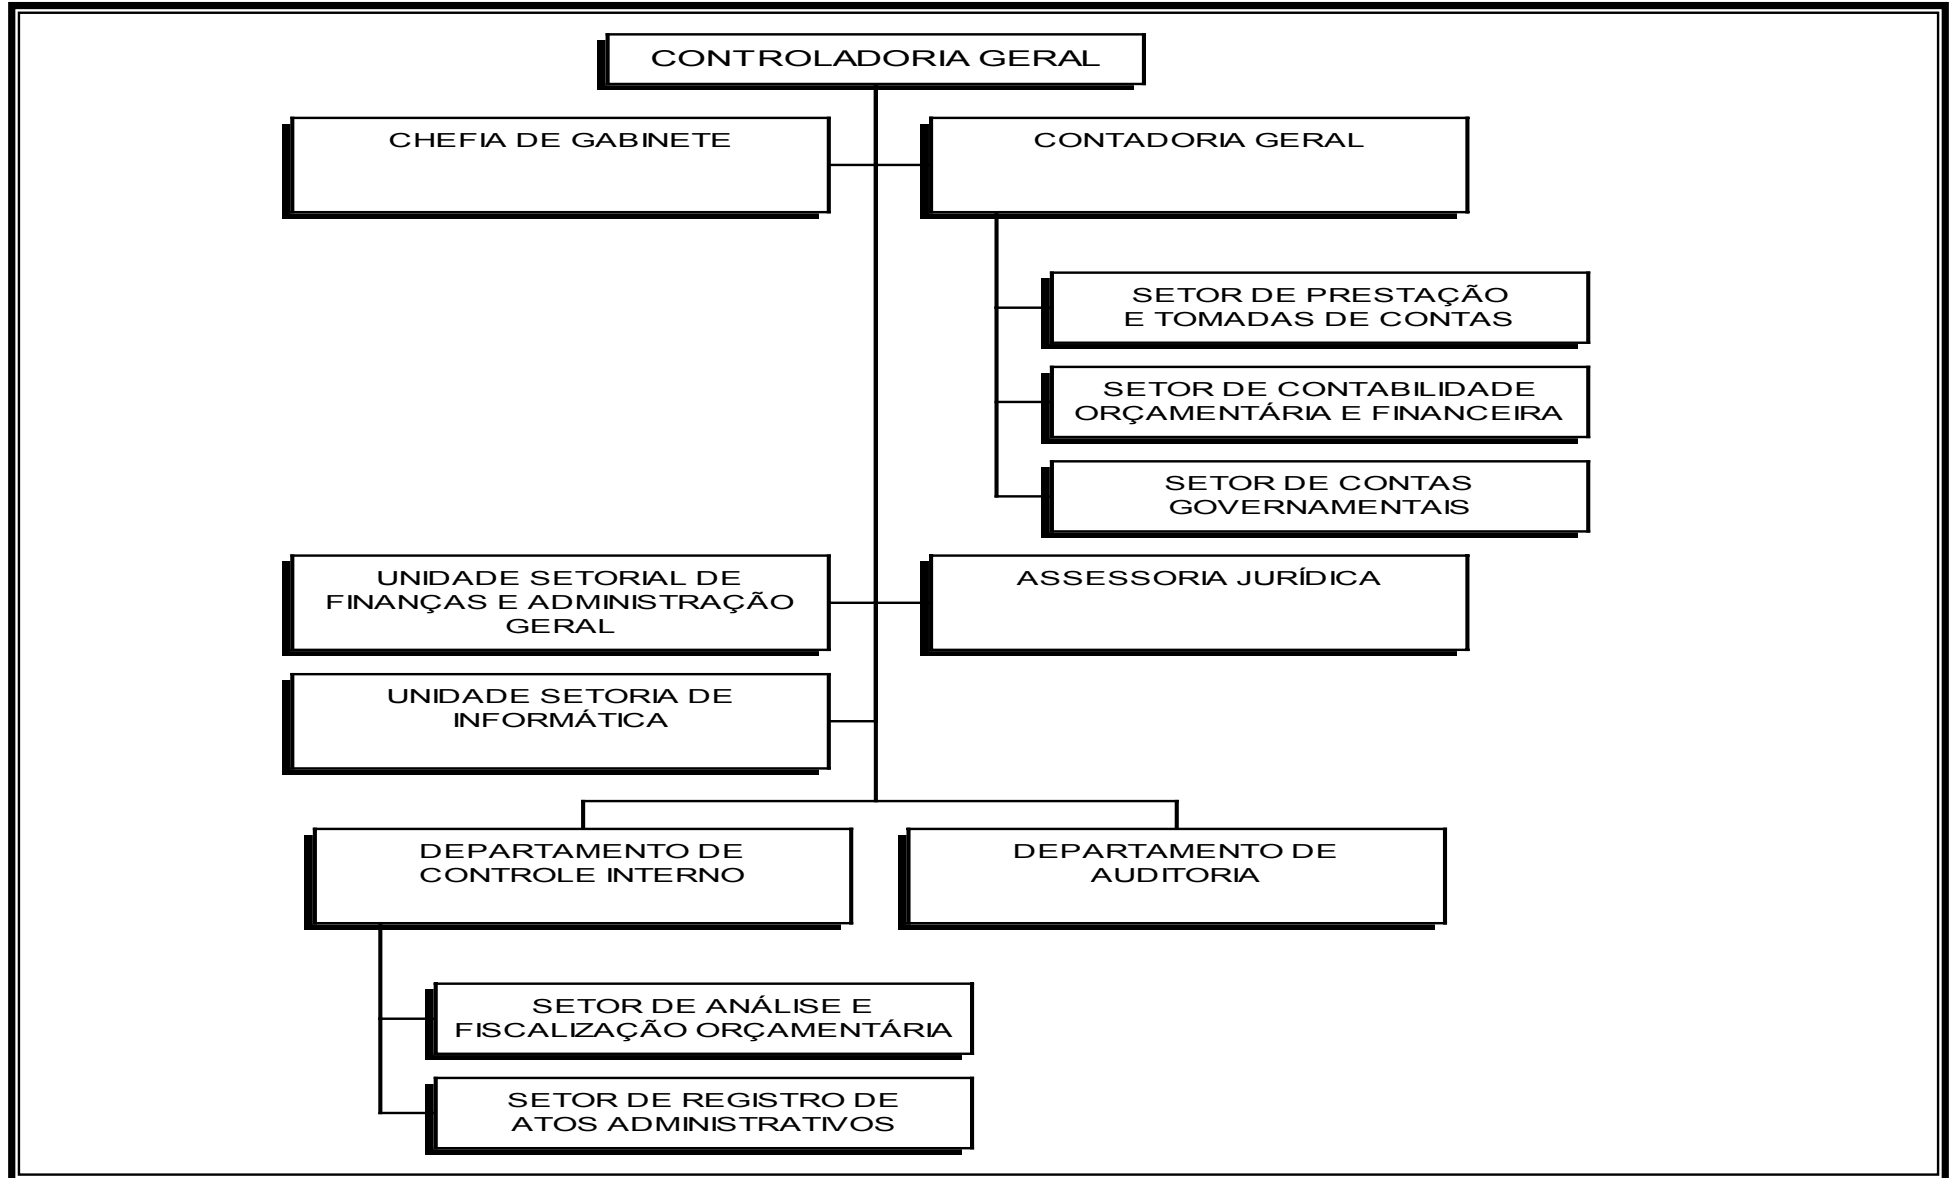 CONTROLADORIA GERAL
CHEFIA DE GABINETE
CONTADORIA GERAL
SETOR DE PRESTAÇÃO
E TOMADAS DE CONTAS
SETOR DE CONTABILIDADE
ORÇAMENTÁRIA E FINANCEIRA
SETOR DE CONTAS
GOVERNAMENTAIS
UNIDADE SETORIAL DE
FINANÇAS E ADMINISTRAÇÃO
GERAL
ASSESSORIA JURÍDICA
UNIDADE SETORIA DE
INFORMÁTICA
DEPARTAMENTO DE
CONTROLE INTERNO
DEPARTAMENTO DE
AUDITORIA
SETOR DE ANÁLISE E
FISCALIZAÇÃO ORÇAMENTÁRIA
SETOR DE REGISTRO DE
ATOS ADMINISTRATIVOS